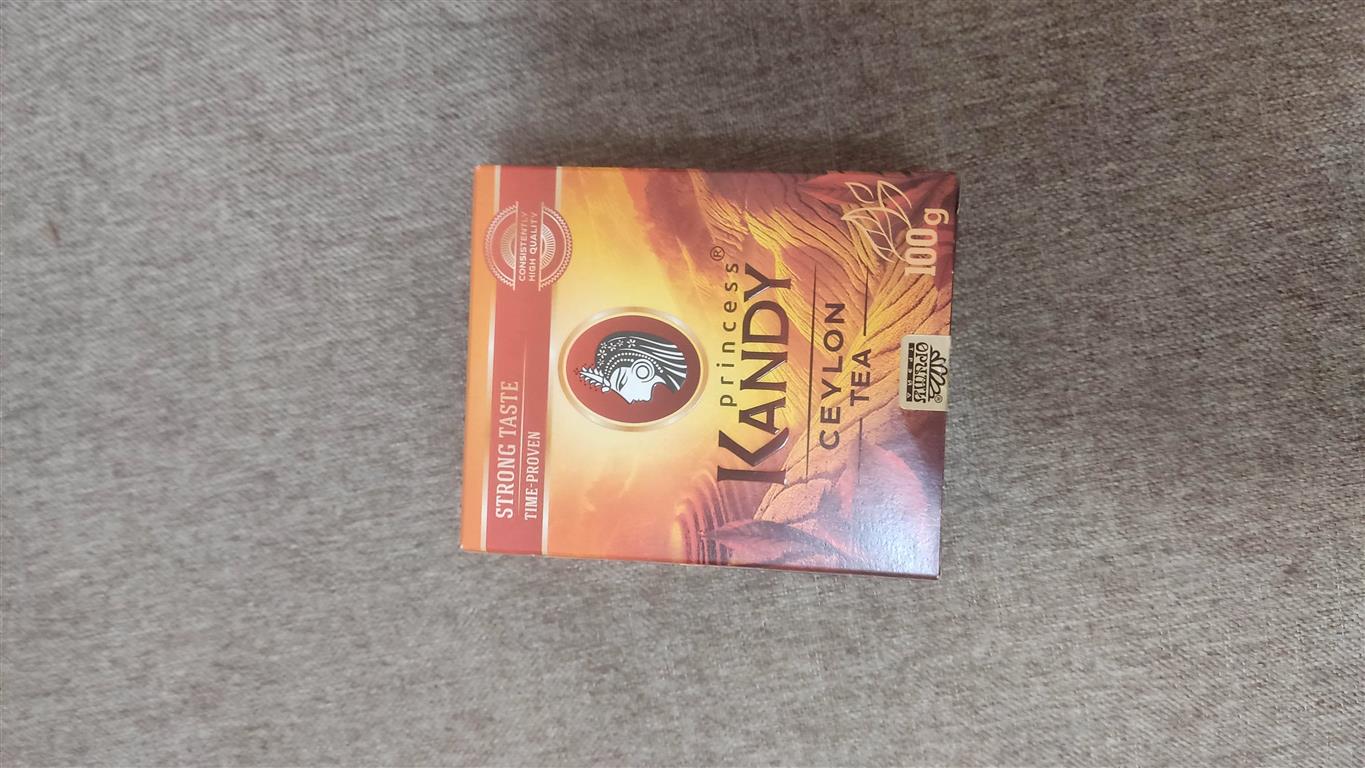 STRONG TASTE
TIME-PROVEN
CONSISTENTLY
HIGH QUALITY
princess®
KANDY
CEYLON
TEA
100g